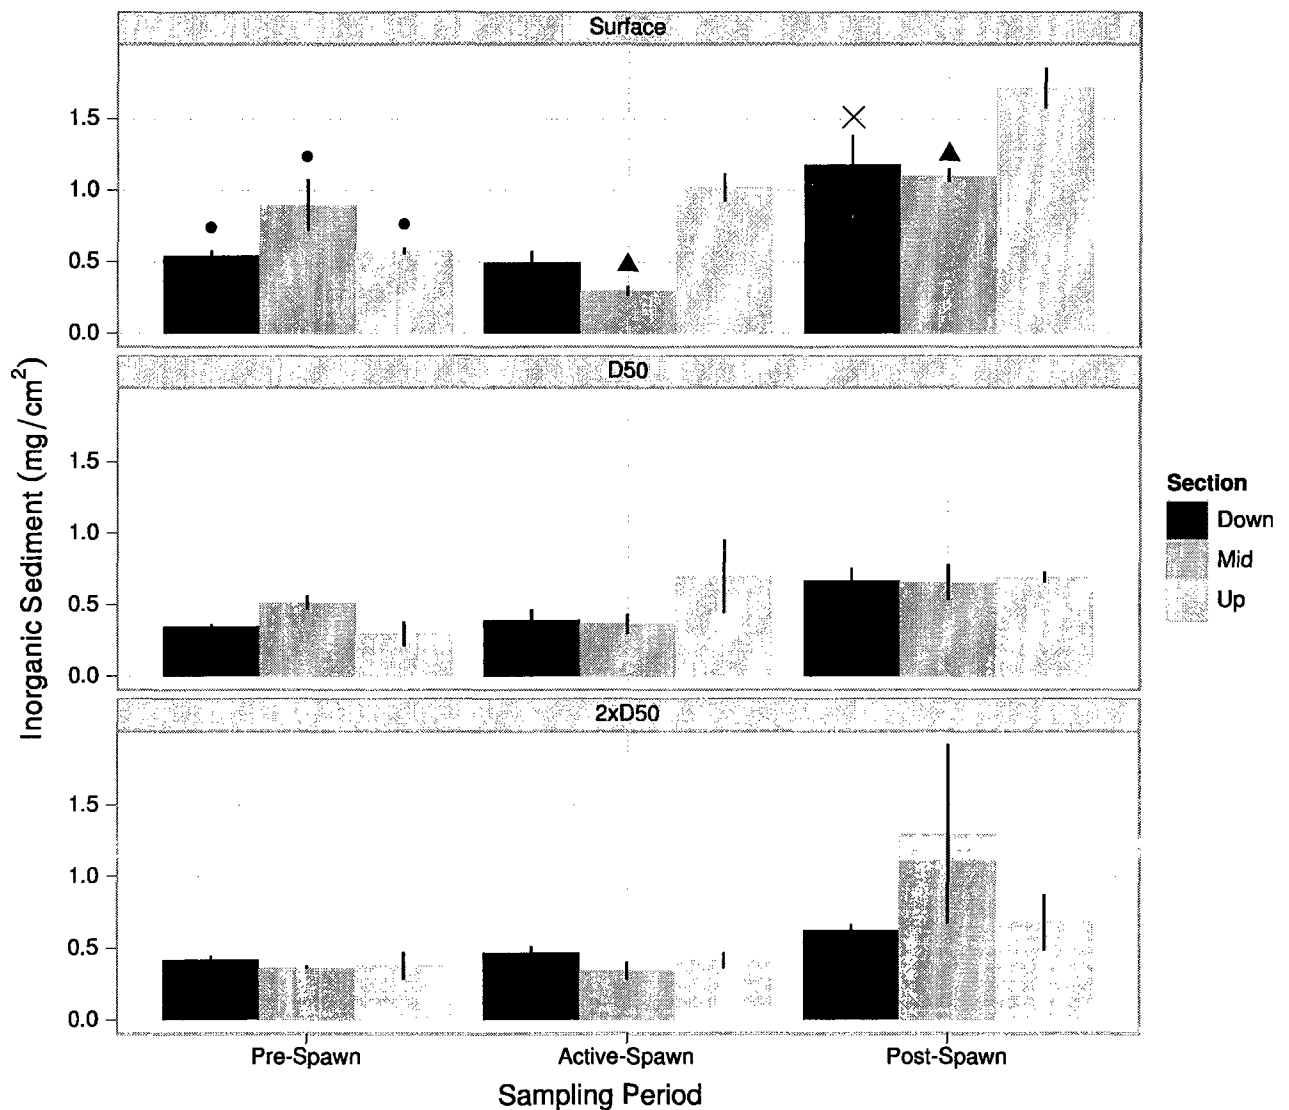 Surface
1.5
1.0
0.5
0.0
D50
1.5
1.0
0.5
0.0
2xD50
1.5
1.0
0.5
0.0
Inorganic Sediment (mg/cm²)
Pre-Spawn Active-Spawn Post-Spawn
Sampling Period
Section
Down
Mid
Up